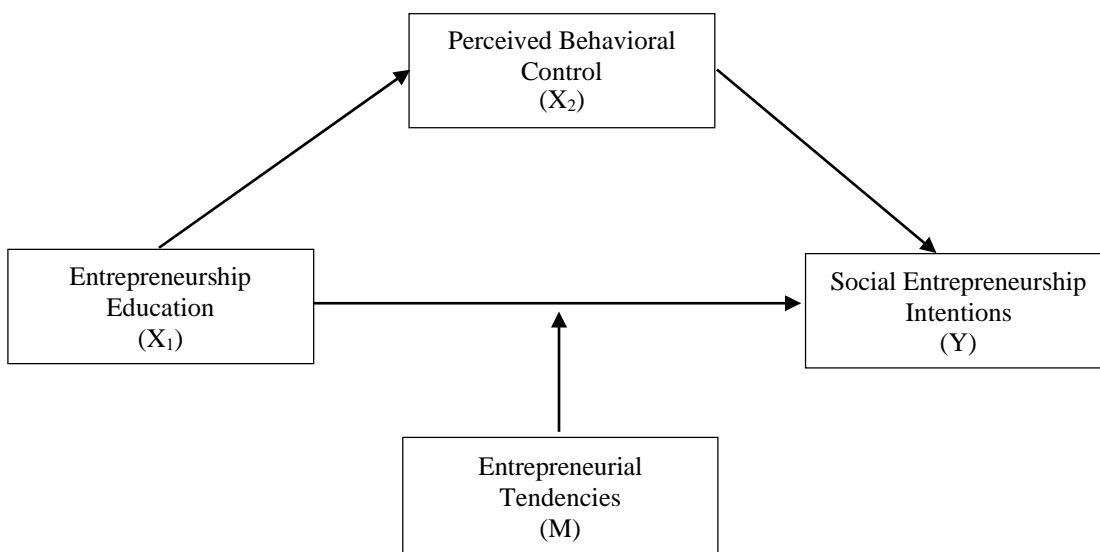 Perceived Behavioral
Control
(X₂)
Entrepreneurship
Education
(X₁)
Social Entrepreneurship
Intentions
(Y)
Entrepreneurial
Tendencies
(M)